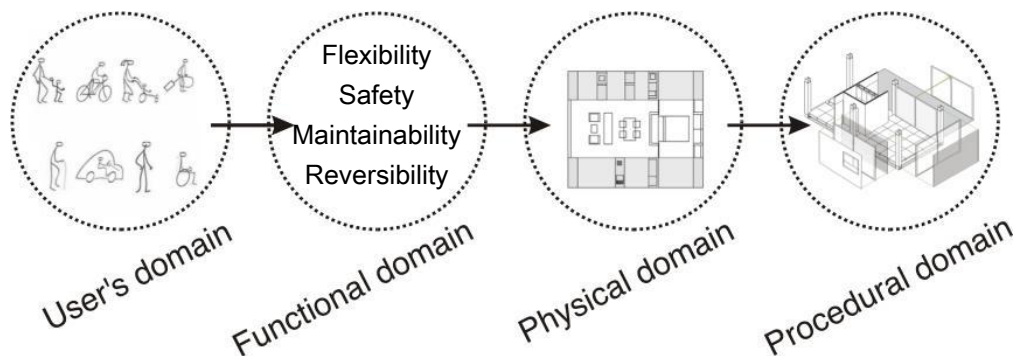 Flexibility
Safety
Maintainability
Reversibility
User's domain
Functional domain
Physical domain
Procedural domain